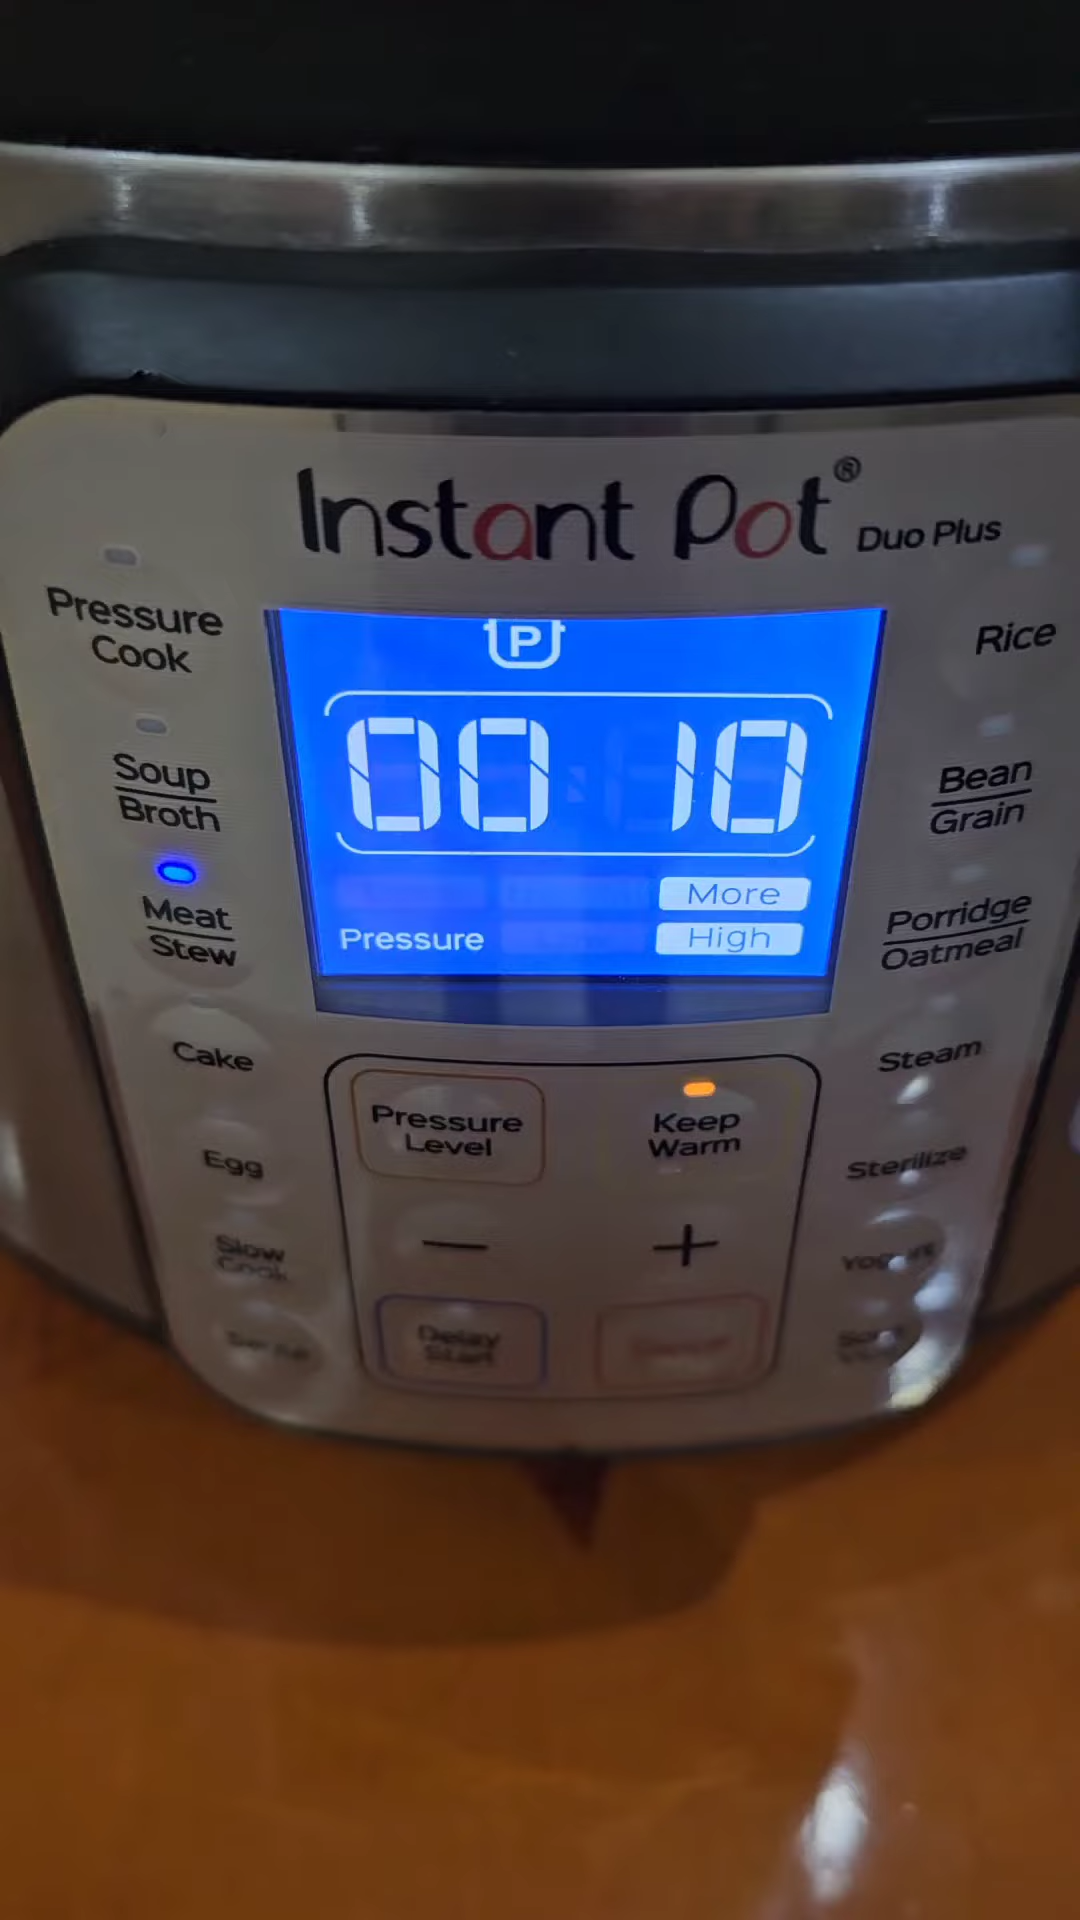 Instant Pot® Duo Plus
Pressure
Cook
Soup
Broth
Meat
Stew
Cake
Egg
Slow
Cook
P
00:10
More
Pressure High
Pressure
Level
Keep
Warm
− +
Delay
Start
Cancel
Rice
Bean
Grain
Porridge
Oatmeal
Steam
Sterilize
Yogurt